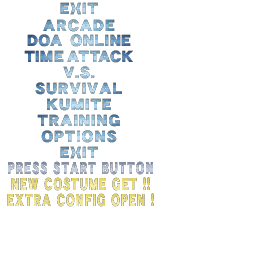 EXIT
ARCADE
DOA ONLINE
TIME ATTACK
V.S.
SURVIVAL
KUMITE
TRAINING
OPTIONS
EXIT
PRESS START BUTTON
NEW COSTUME GET !!
EXTRA CONFIG OPEN !